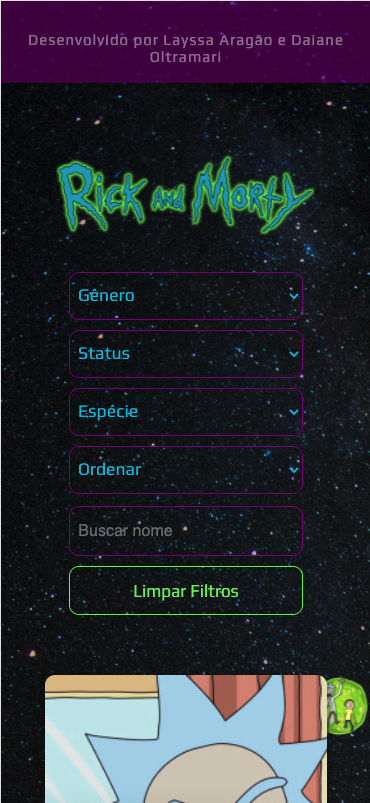 Desenvolvido por Layssa Aragão e Daiane
Oltramari
Rick and Morty
Gênero
Status
Espécie
Ordenar
Buscar nome
Limpar Filtros